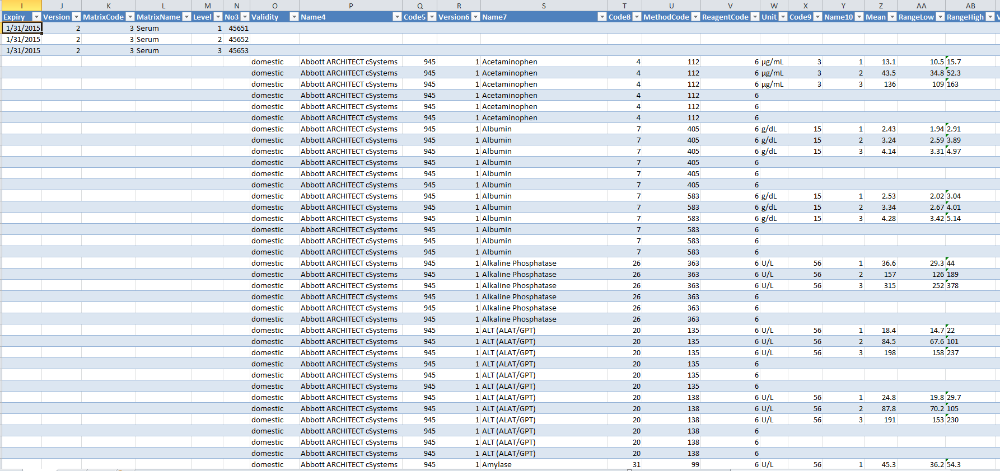 I J K L M N O P Q R S T U V W X Y Z AA AB
Expiry Version MatrixCode MatrixName Level No3 Validity Name4 Code5 Version6 Name7 Code8 MethodCode ReagentCode Unit Code9 Name10 Mean RangeLow RangeHigh V
1/31/2015 2 3 Serum 1 45651
1/31/2015 2 3 Serum 2 45652
1/31/2015 2 3 Serum 3 45653
domestic Abbott ARCHITECT cSystems 945 1 Acetaminophen 4 112 6 µg/mL 3 1 13.1 10.5 15.7
domestic Abbott ARCHITECT cSystems 945 1 Acetaminophen 4 112 6 µg/mL 3 2 43.5 34.8 52.3
domestic Abbott ARCHITECT cSystems 945 1 Acetaminophen 4 112 6 µg/mL 3 3 136 109 163
domestic Abbott ARCHITECT cSystems 945 1 Acetaminophen 4 112 6
domestic Abbott ARCHITECT cSystems 945 1 Acetaminophen 4 112 6
domestic Abbott ARCHITECT cSystems 945 1 Acetaminophen 4 112 6
domestic Abbott ARCHITECT cSystems 945 1 Albumin 7 405 6 g/dL 15 1 2.43 1.94 2.91
domestic Abbott ARCHITECT cSystems 945 1 Albumin 7 405 6 g/dL 15 2 3.24 2.59 3.89
domestic Abbott ARCHITECT cSystems 945 1 Albumin 7 405 6 g/dL 15 3 4.14 3.31 4.97
domestic Abbott ARCHITECT cSystems 945 1 Albumin 7 405 6
domestic Abbott ARCHITECT cSystems 945 1 Albumin 7 405 6
domestic Abbott ARCHITECT cSystems 945 1 Albumin 7 405 6
domestic Abbott ARCHITECT cSystems 945 1 Albumin 7 583 6 g/dL 15 1 2.53 2.02 3.04
domestic Abbott ARCHITECT cSystems 945 1 Albumin 7 583 6 g/dL 15 2 3.34 2.67 4.01
domestic Abbott ARCHITECT cSystems 945 1 Albumin 7 583 6 g/dL 15 3 4.28 3.42 5.14
domestic Abbott ARCHITECT cSystems 945 1 Albumin 7 583 6
domestic Abbott ARCHITECT cSystems 945 1 Albumin 7 583 6
domestic Abbott ARCHITECT cSystems 945 1 Albumin 7 583 6
domestic Abbott ARCHITECT cSystems 945 1 Alkaline Phosphatase 26 363 6 U/L 56 1 36.6 29.3 44
domestic Abbott ARCHITECT cSystems 945 1 Alkaline Phosphatase 26 363 6 U/L 56 2 157 126 189
domestic Abbott ARCHITECT cSystems 945 1 Alkaline Phosphatase 26 363 6 U/L 56 3 315 252 378
domestic Abbott ARCHITECT cSystems 945 1 Alkaline Phosphatase 26 363 6
domestic Abbott ARCHITECT cSystems 945 1 Alkaline Phosphatase 26 363 6
domestic Abbott ARCHITECT cSystems 945 1 Alkaline Phosphatase 26 363 6
domestic Abbott ARCHITECT cSystems 945 1 ALT (ALAT/GPT) 20 135 6 U/L 56 1 18.4 14.7 22
domestic Abbott ARCHITECT cSystems 945 1 ALT (ALAT/GPT) 20 135 6 U/L 56 2 84.5 67.6 101
domestic Abbott ARCHITECT cSystems 945 1 ALT (ALAT/GPT) 20 135 6 U/L 56 3 198 158 237
domestic Abbott ARCHITECT cSystems 945 1 ALT (ALAT/GPT) 20 135 6
domestic Abbott ARCHITECT cSystems 945 1 ALT (ALAT/GPT) 20 135 6
domestic Abbott ARCHITECT cSystems 945 1 ALT (ALAT/GPT) 20 135 6
domestic Abbott ARCHITECT cSystems 945 1 ALT (ALAT/GPT) 20 138 6 U/L 56 1 24.8 19.8 29.7
domestic Abbott ARCHITECT cSystems 945 1 ALT (ALAT/GPT) 20 138 6 U/L 56 2 87.8 70.2 105
domestic Abbott ARCHITECT cSystems 945 1 ALT (ALAT/GPT) 20 138 6 U/L 56 3 191 153 230
domestic Abbott ARCHITECT cSystems 945 1 ALT (ALAT/GPT) 20 138 6
domestic Abbott ARCHITECT cSystems 945 1 ALT (ALAT/GPT) 20 138 6
domestic Abbott ARCHITECT cSystems 945 1 ALT (ALAT/GPT) 20 138 6
domestic Abbott ARCHITECT cSystems 945 1 Amylase 31 99 6 U/L 56 1 45.3 36.2 54.3